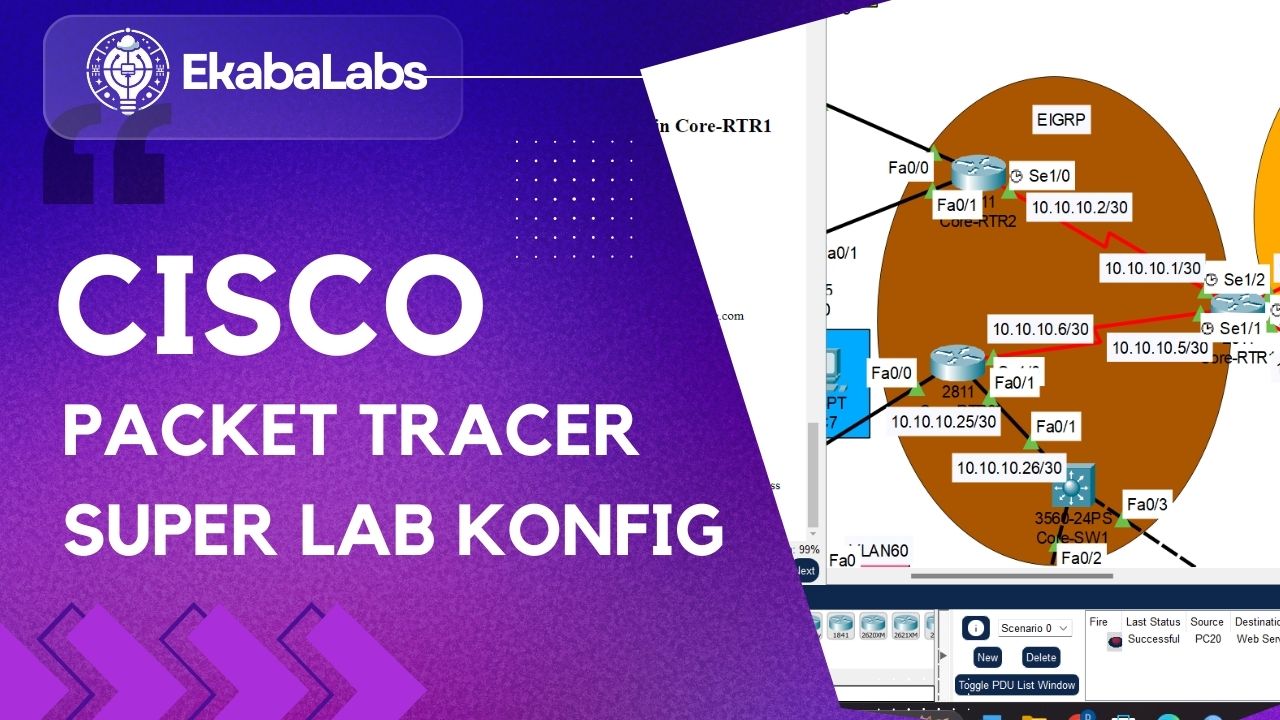 EkabaLabs
CISCO
PACKET TRACER
SUPER LAB KONFIG
in Core-RTR1
.com
: 99%
EIGRP
Fa0/0
Se1/0
Fa0/1
11
10.10.10.2/30
Core-RTR2
a0/1
10.10.10.1/30
Se1/2
10.10.10.6/30
Se1/1
10.10.10.5/30
Core-RTR1
Fa0/0
Fa0/1
PT
2811
10.10.10.25/30
Fa0/1
10.10.10.26/30
Fa0/3
3560-24PS
Core-SW1
VLAN60
Fa0
Fa0/2
1841
2620XM
2621XM
Scenario 0
New
Delete
Toggle PDU List Window
Fire Last Status Source
Successful PC20 Web